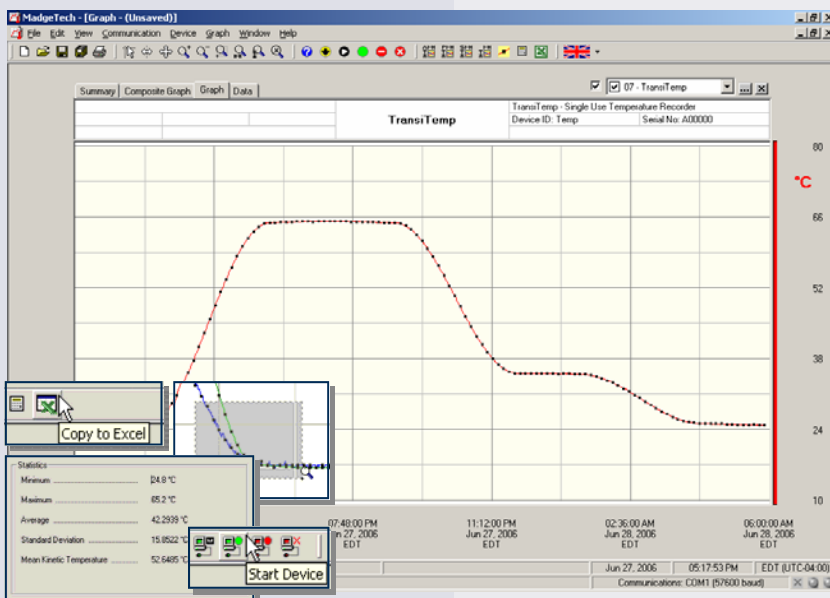 MadgeTech - [Graph - (Unsaved)]
File Edit View Communication Device Graph Window Help
Summary Composite Graph Graph Data
07 - TransiTemp
TransiTemp
TransiTemp - Single Use Temperature Recorder
Device ID: Temp Serial No: A00000
80
°C
66
52
38
24
10
Copy to Excel
Statistics
Minimum 24.8 °C
Maximum 65.2 °C
Average 42.2939 °C
Standard Deviation 15.8522 °C
Mean Kinetic Temperature 52.6485 °C
Start Device
07:48:00 PM 11:12:00 PM 02:36:00 AM 06:00:00 AM
n 27, 2006 Jun 27, 2006 Jun 28, 2006 Jun 28, 2006
EDT EDT EDT EDT
Jun 27, 2006 05:17:53 PM EDT (UTC-04:00)
Communications: COM1 (57600 baud)